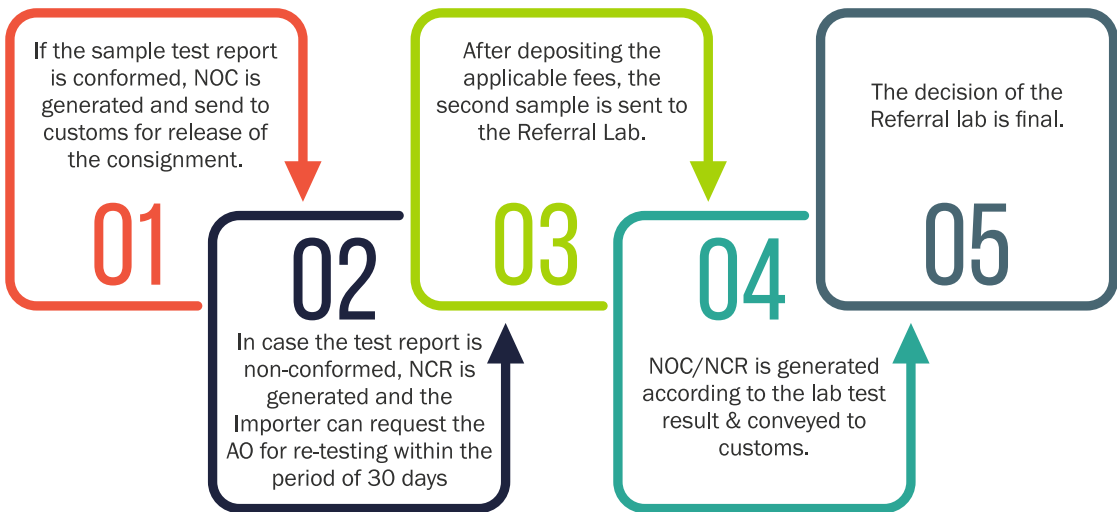 If the sample test report
is conformed, NOC is
generated and send to
customs for release of
the consignment.
01
02
In case the test report is
non-conformed, NCR is
generated and the
Importer can request the
AO for re-testing within the
period of 30 days
After depositing the
applicable fees, the
second sample is sent to
the Referral Lab.
03
04
NOC/NCR is generated
according to the lab test
result & conveyed to
customs.
The decision of the
Referral lab is final.
05